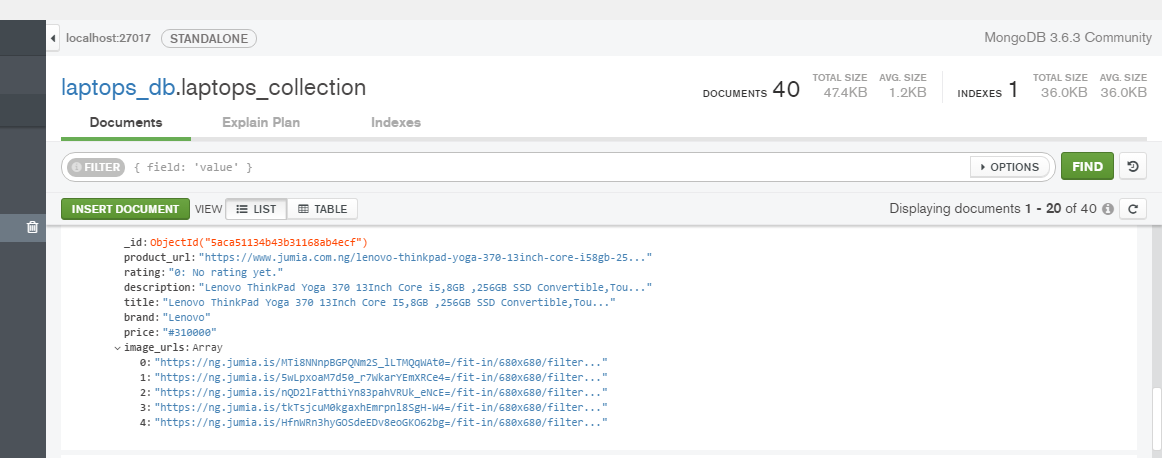 localhost:27017 STANDALONE MongoDB 3.6.3 Community
laptops_db.laptops_collection
DOCUMENTS 40 TOTAL SIZE 47.4KB AVG. SIZE 1.2KB INDEXES 1 TOTAL SIZE 36.0KB AVG. SIZE 36.0KB
Documents Explain Plan Indexes
FILTER { field: 'value' } OPTIONS FIND
INSERT DOCUMENT VIEW LIST TABLE Displaying documents 1 - 20 of 40
_id: ObjectId("5aca51134b43b31168ab4ecf")
product_url: "https://www.jumia.com.ng/lenovo-thinkpad-yoga-370-13inch-core-i58gb-25..."
rating: "0: No rating yet."
description: "Lenovo ThinkPad Yoga 370 13Inch Core i5,8GB ,256GB SSD Convertible,Tou..."
title: "Lenovo ThinkPad Yoga 370 13Inch Core I5,8GB ,256GB SSD Convertible,Tou..."
brand: "Lenovo"
price: "#310000"
image_urls: Array
0: "https://ng.jumia.is/MTi8NNnpBGPQNm2S_lLTMQqWAt0=/fit-in/680x680/filter..."
1: "https://ng.jumia.is/5wLpxoaM7d50_r7WkarYEmXRCe4=/fit-in/680x680/filter..."
2: "https://ng.jumia.is/nQD2lFatthiYn83pahVRUk_eNcE=/fit-in/680x680/filter..."
3: "https://ng.jumia.is/tkTsjcuM0kgaxhEmrpnl8SgH-W4=/fit-in/680x680/filter..."
4: "https://ng.jumia.is/HfnWRn3hyGOSdeEDv8eoGKO62bg=/fit-in/680x680/filter..."